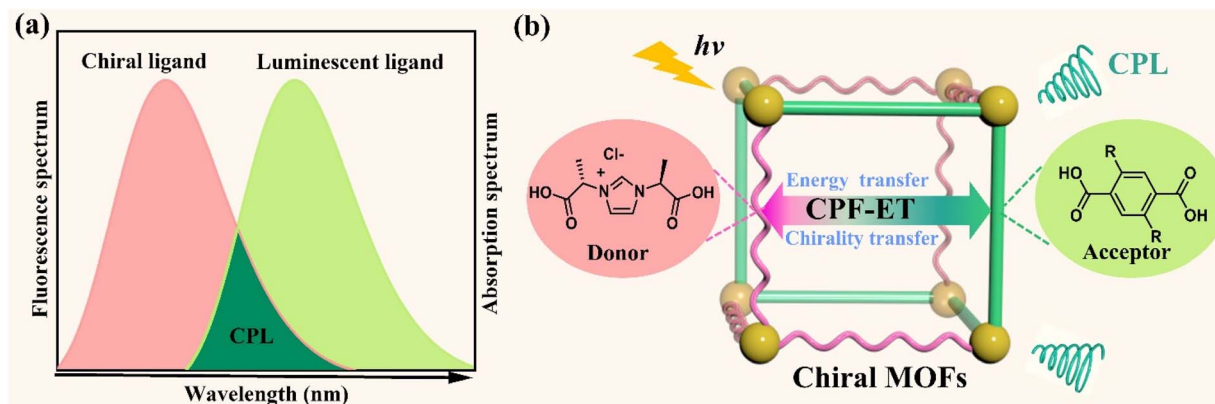 (a)
Chiral ligand
Luminescent ligand
CPL
Fluorescence spectrum
Absorption spectrum
Wavelength (nm)
(b)
hν
CPL
Cl-
+
HO
N
N
OH
O
O
Donor
Energy transfer
CPF-ET
Chirality transfer
R
HO
O
O
OH
R
Acceptor
Chiral MOFs